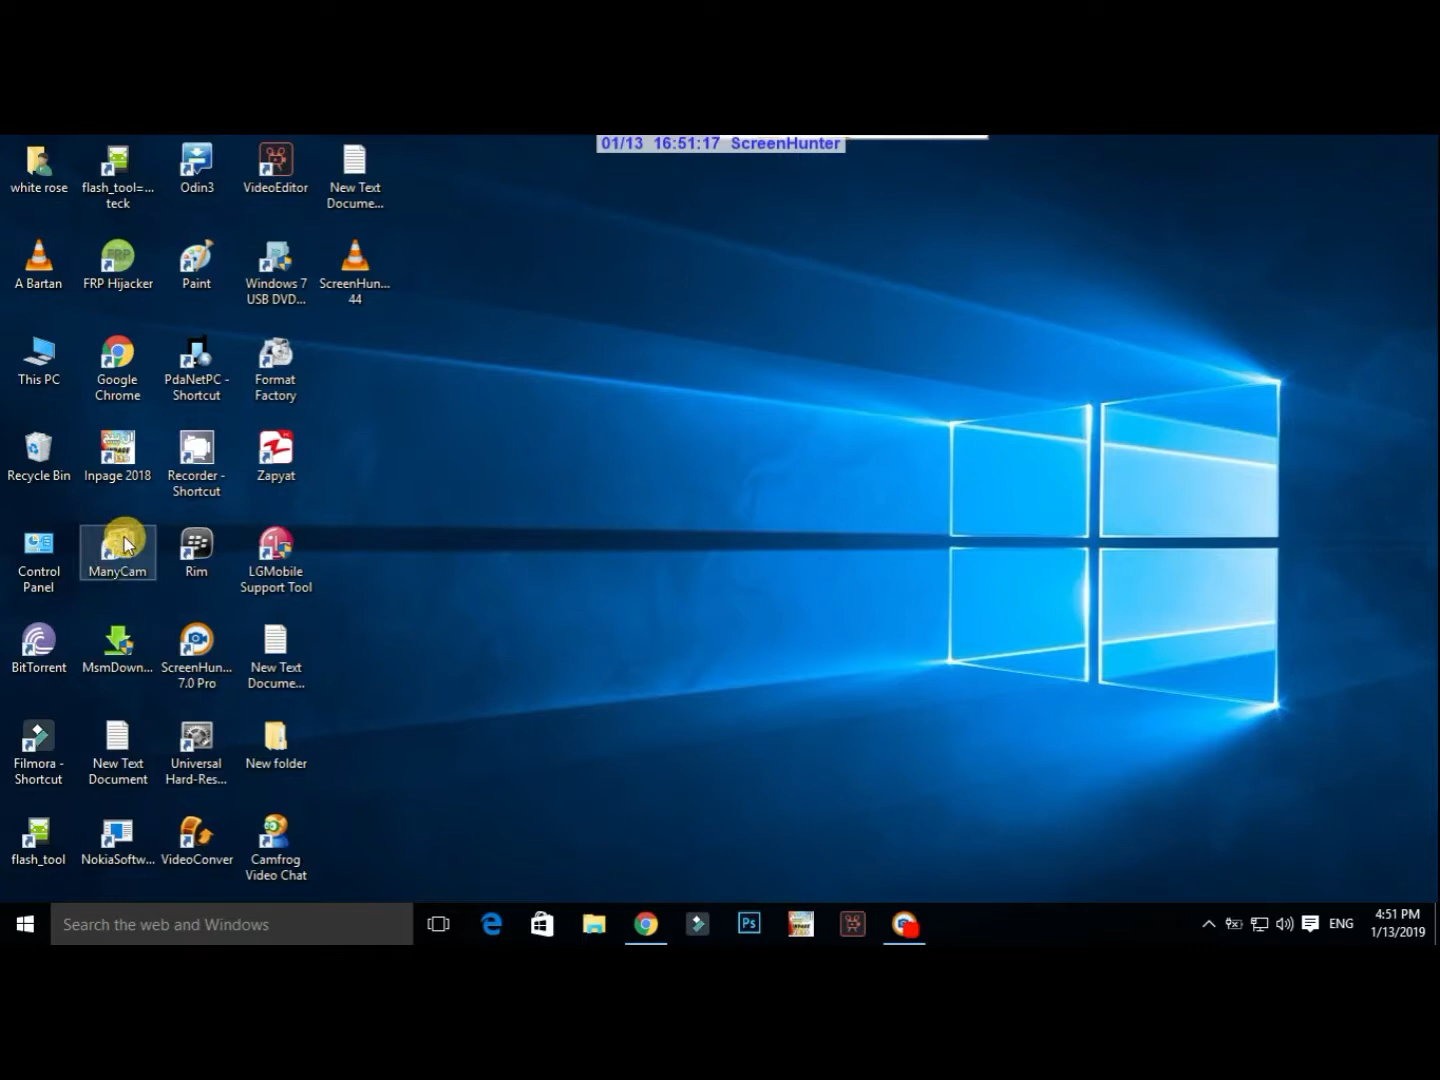 01/13 16:51:17 ScreenHunter
white rose
flash_tool=...
teck
Odin3
VideoEditor
New Text
Docume...
A Bartan
FRP Hijacker
Paint
Windows 7
USB DVD...
ScreenHun...
44
This PC
Google
Chrome
PdaNetPC -
Shortcut
Format
Factory
Recycle Bin
Inpage 2018
Recorder -
Shortcut
Zapyat
Control
Panel
ManyCam
Rim
LGMobile
Support Tool
BitTorrent
MsmDown...
ScreenHun...
7.0 Pro
New Text
Docume...
Filmora -
Shortcut
New Text
Document
Universal
Hard-Res...
New folder
flash_tool
NokiaSoftw...
VideoConver
Camfrog
Video Chat
Search the web and Windows
Ps
ENG
4:51 PM
1/13/2019